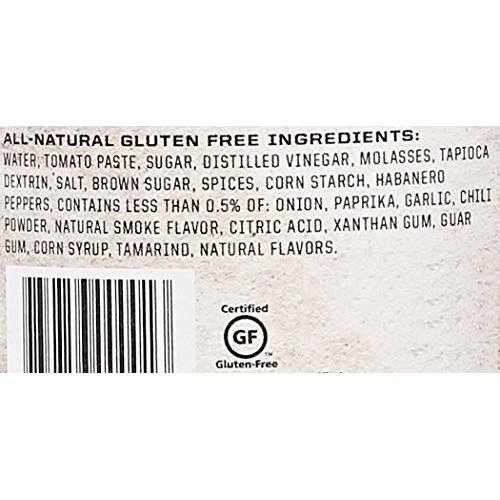 ALL-NATURAL GLUTEN FREE INGREDIENTS:
WATER, TOMATO PASTE, SUGAR, DISTILLED VINEGAR, MOLASSES, TAPIOCA
DEXTRIN, SALT, BROWN SUGAR, SPICES, CORN STARCH, HABANERO
PEPPERS, CONTAINS LESS THAN 0.5% OF: ONION, PAPRIKA, GARLIC, CHILI
POWDER, NATURAL SMOKE FLAVOR, CITRIC ACID, XANTHAN GUM, GUAR
GUM, CORN SYRUP, TAMARIND, NATURAL FLAVORS.
Certified
GF
TM
Gluten-Free